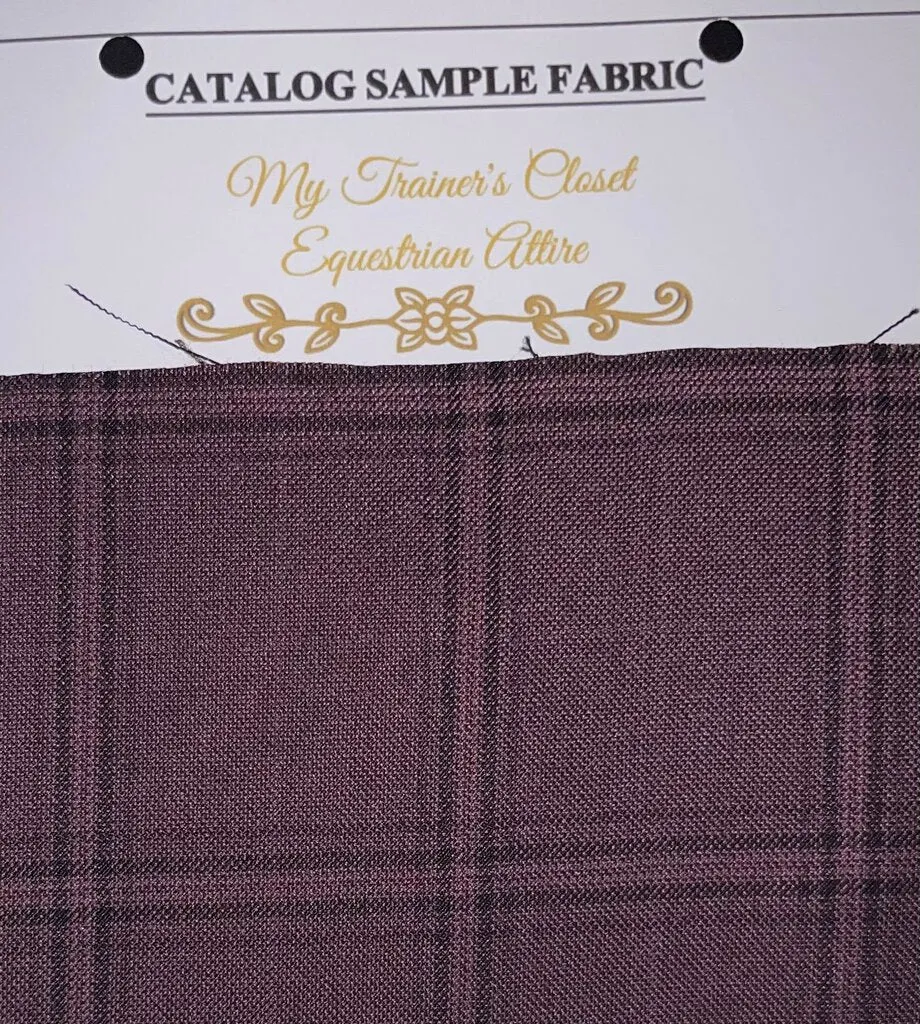 CATALOG SAMPLE FABRIC
My Trainer's Closet
Equestrian Attire